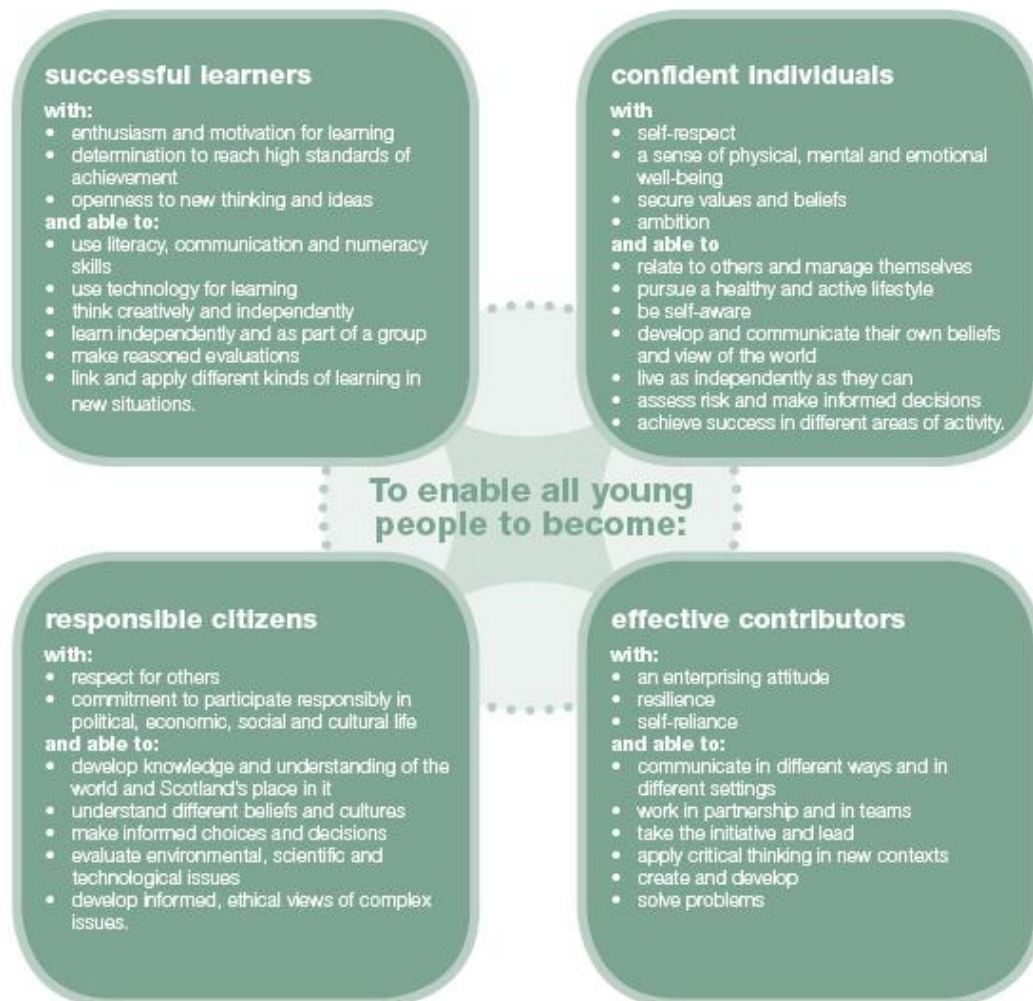 successful learners
with:
• enthusiasm and motivation for learning
• determination to reach high standards of
achievement
• openness to new thinking and ideas
and able to:
• use literacy, communication and numeracy
skills
• use technology for learning
• think creatively and independently
• learn independently and as part of a group
• make reasoned evaluations
• link and apply different kinds of learning in
new situations.
confident individuals
with
• self-respect
• a sense of physical, mental and emotional
well-being
• secure values and beliefs
• ambition
and able to
• relate to others and manage themselves
• pursue a healthy and active lifestyle
• be self-aware
• develop and communicate their own beliefs
and view of the world
• live as independently as they can
• assess risk and make informed decisions
• achieve success in different areas of activity.
To enable all young
people to become:
responsible citizens
with:
• respect for others
• commitment to participate responsibly in
political, economic, social and cultural life
and able to:
• develop knowledge and understanding of the
world and Scotland's place in it
• understand different beliefs and cultures
• make informed choices and decisions
• evaluate environmental, scientific and
technological issues
• develop informed, ethical views of complex
issues.
effective contributors
with:
• an enterprising attitude
• resilience
• self-reliance
and able to:
• communicate in different ways and in
different settings
• work in partnership and in teams
• take the initiative and lead
• apply critical thinking in new contexts
• create and develop
• solve problems